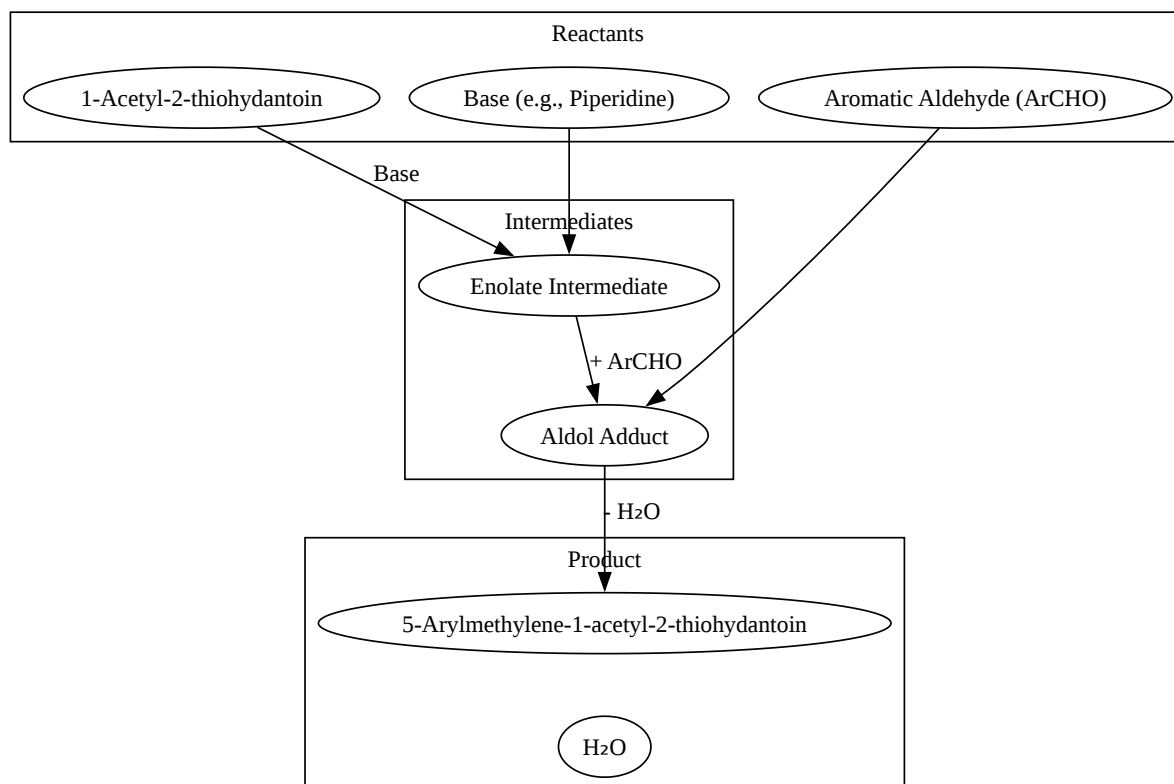 Reactants
1-Acetyl-2-thiohydantoin
Base (e.g., Piperidine)
Aromatic Aldehyde (ArCHO)
Base
Intermediates
Enolate Intermediate
+ ArCHO
Aldol Adduct
- H₂O
Product
5-Arylmethylene-1-acetyl-2-thiohydantoin
H₂O